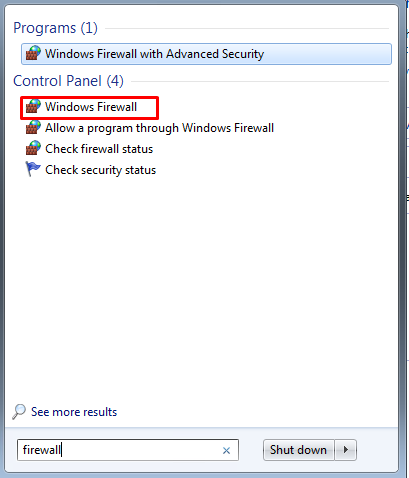 Programs (1)
Windows Firewall with Advanced Security
Control Panel (4)
Windows Firewall
Allow a program through Windows Firewall
Check firewall status
Check security status
See more results
firewall
Shut down